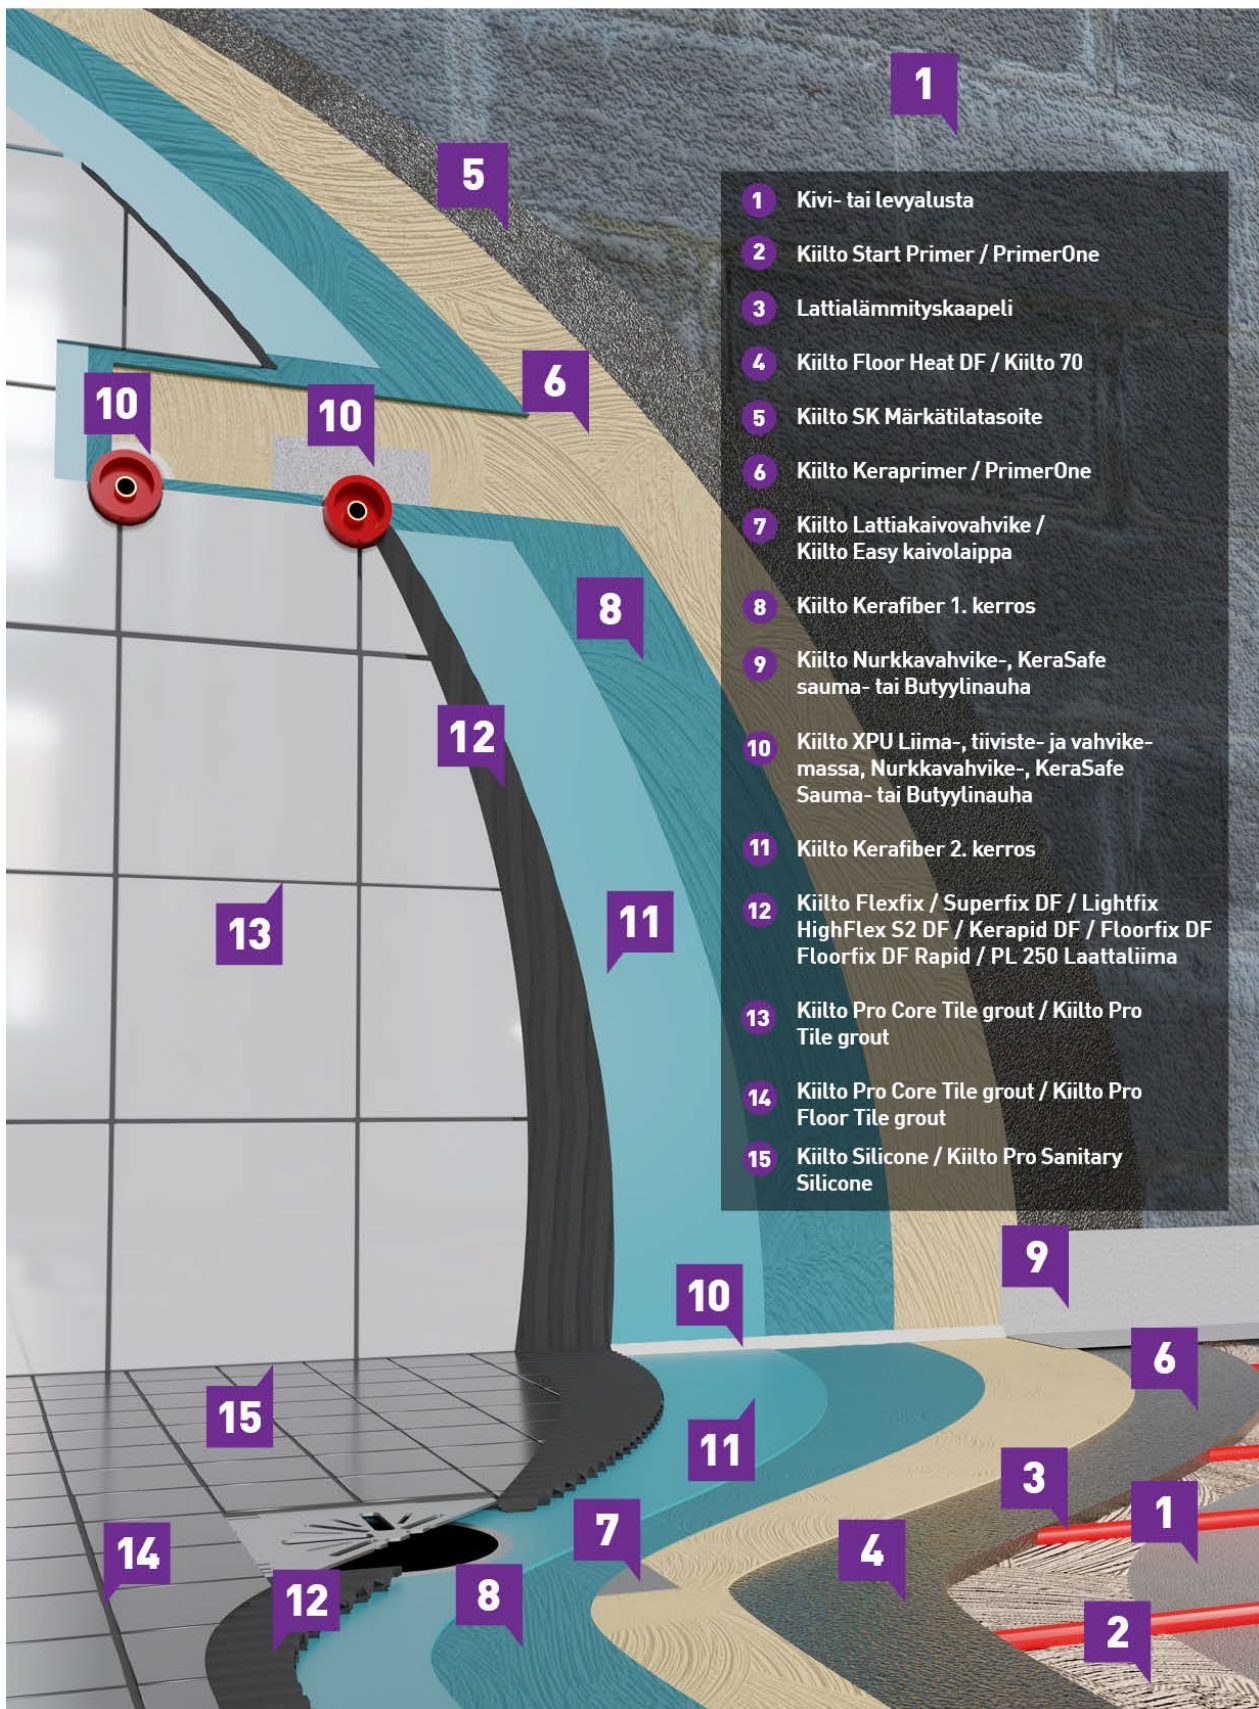 1
5
1 Kivi- tai levyalusta
2 Kiilto Start Primer / PrimerOne
3 Lattialämmityskaapeli
4 Kiilto Floor Heat DF / Kiilto 70
5 Kiilto SK Märkätilatasoite
6 Kiilto Keraprimer / PrimerOne
7 Kiilto Lattiakaivovahvike /
Kiilto Easy kaivolaippa
8 Kiilto Kerafiber 1. kerros
9 Kiilto Nurkkavahvike-, KeraSafe
sauma- tai Butyylinauha
10 Kiilto XPU Liima-, tiiviste- ja vahvike-
massa, Nurkkavahvike-, KeraSafe
Sauma- tai Butyylinauha
11 Kiilto Kerafiber 2. kerros
12 Kiilto Flexfix / Superfix DF / Lightfix
HighFlex S2 DF / Kerapid DF / Floorfix DF
Floorfix DF Rapid / PL 250 Laattaliima
13 Kiilto Pro Core Tile grout / Kiilto Pro
Tile grout
14 Kiilto Pro Core Tile grout / Kiilto Pro
Floor Tile grout
15 Kiilto Silicone / Kiilto Pro Sanitary
Silicone
6
10
10
8
12
13
11
9
10
6
15
11
3
1
7
4
14
8
12
2